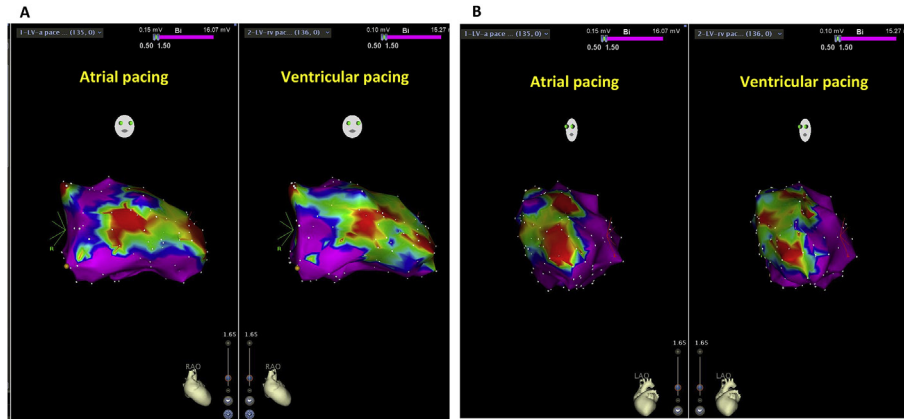 A
1-LV-a pace ... (135, 0)
0.15 mV Bi 16.07 mV
0.50 1.50
Atrial pacing
R
1.65
RAO
2-LV-rv pac... (136, 0)
0.10 mV Bi 15.27 mV
0.50 1.50
Ventricular pacing
R
1.65
RAO
B
1-LV-a pace ... (135, 0)
0.15 mV Bi 16.07 mV
0.50 1.50
Atrial pacing
1.65
LAO
2-LV-rv pac... (136, 0)
0.10 mV Bi 15.27 m
0.50 1.50
Ventricular pacing
1.65
LAO